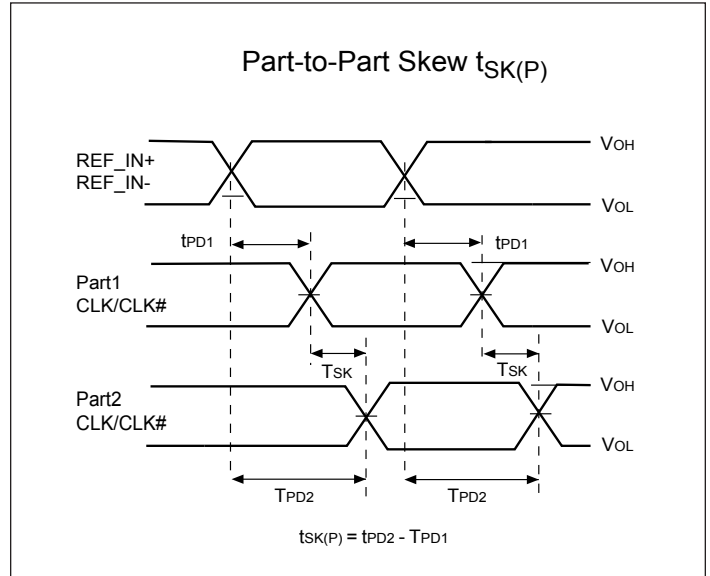 Part-to-Part Skew tSK(P)
REF_IN+
REF_IN-
VOH
VOL
tPD1
tPD1
Part1
CLK/CLK#
VOH
VOL
TSK
TSK
Part2
CLK/CLK#
VOH
VOL
TPD2
TPD2
tSK(P) = tPD2 - TPD1